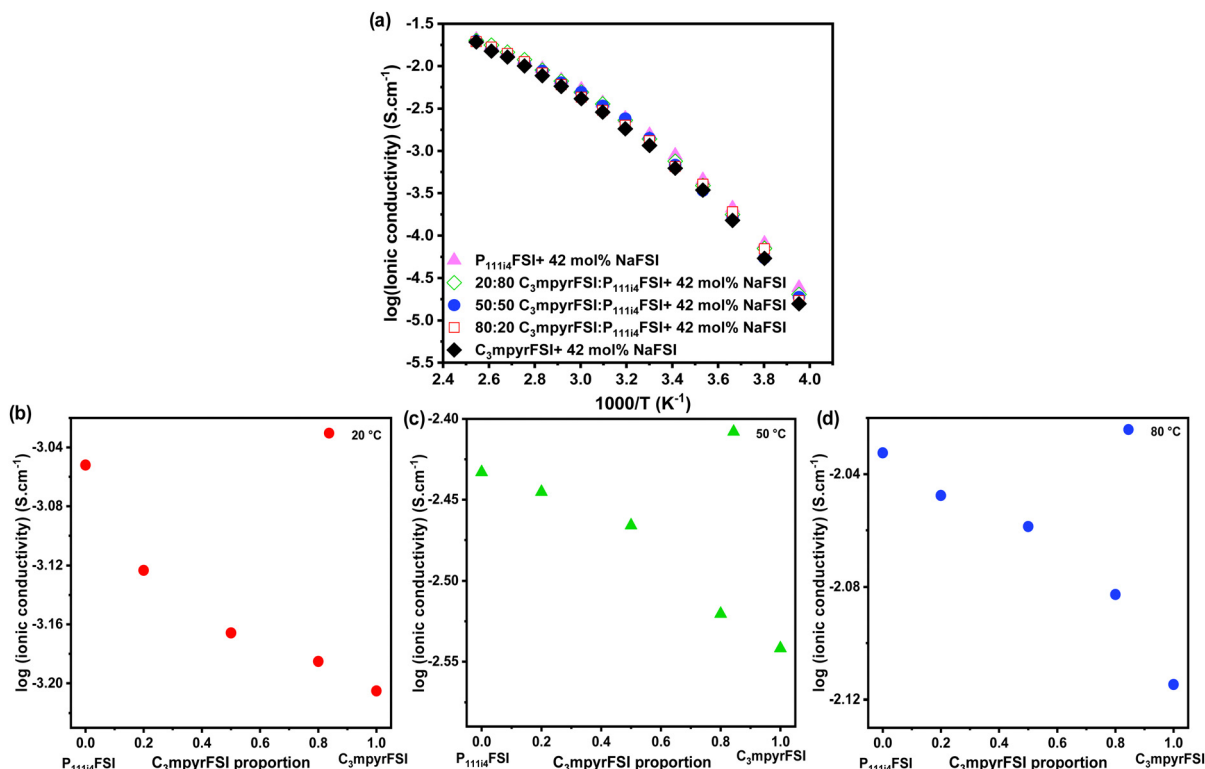 (a)
log(Ionic conductivity) (S.cm⁻¹)
-1.5
-2.0
-2.5
-3.0
-3.5
-4.0
-4.5
-5.0
-5.5
P₁₁₁ᵢ₄FSI+ 42 mol% NaFSI
20:80 C₃mpyrFSI:P₁₁₁ᵢ₄FSI+ 42 mol% NaFSI
50:50 C₃mpyrFSI:P₁₁₁ᵢ₄FSI+ 42 mol% NaFSI
80:20 C₃mpyrFSI:P₁₁₁ᵢ₄FSI+ 42 mol% NaFSI
C₃mpyrFSI+ 42 mol% NaFSI
2.4 2.6 2.8 3.0 3.2 3.4 3.6 3.8 4.0
1000/T (K⁻¹)
(b)
log (ionic conductivity) (S.cm⁻¹)
20 °C
-3.04
-3.08
-3.12
-3.16
-3.20
0.0 0.2 0.4 0.6 0.8 1.0
P₁₁₁ᵢ₄FSI C₃mpyrFSI proportion C₃mpyrFSI
(c)
log (ionic conductivity) (S.cm⁻¹)
50 °C
-2.40
-2.45
-2.50
-2.55
0.0 0.2 0.4 0.6 0.8 1.0
P₁₁₁ᵢ₄FSI C₃mpyrFSI proportion C₃mpyrFSI
(d)
log (ionic conductivity) (S.cm⁻¹)
80 °C
-2.04
-2.08
-2.12
0.0 0.2 0.4 0.6 0.8 1.0
P₁₁₁ᵢ₄FSI C₃mpyrFSI proportion C₃mpyrFSI